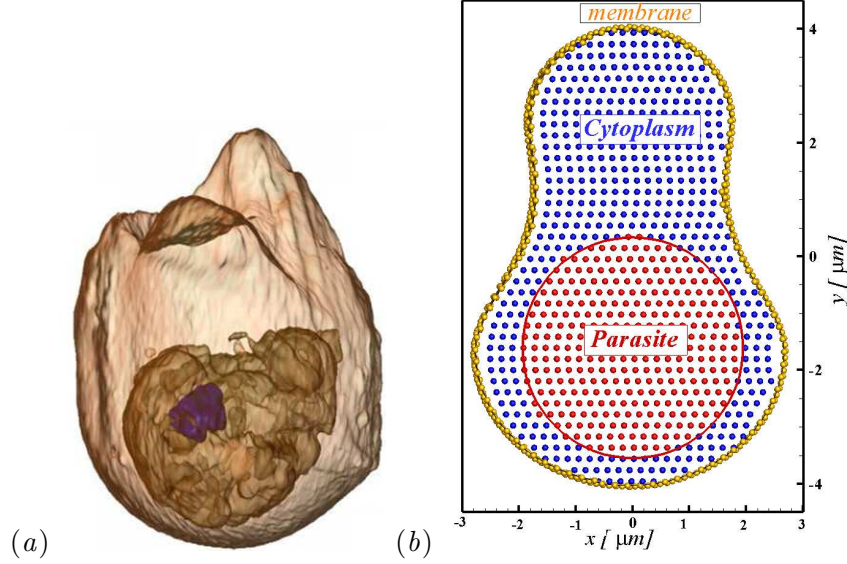 membrane
Cytoplasm
Parasite
4
2
0
-2
-4
y [ μm]
-3
-2
-1
0
1
2
3
x [ μm]
(a)
(b)